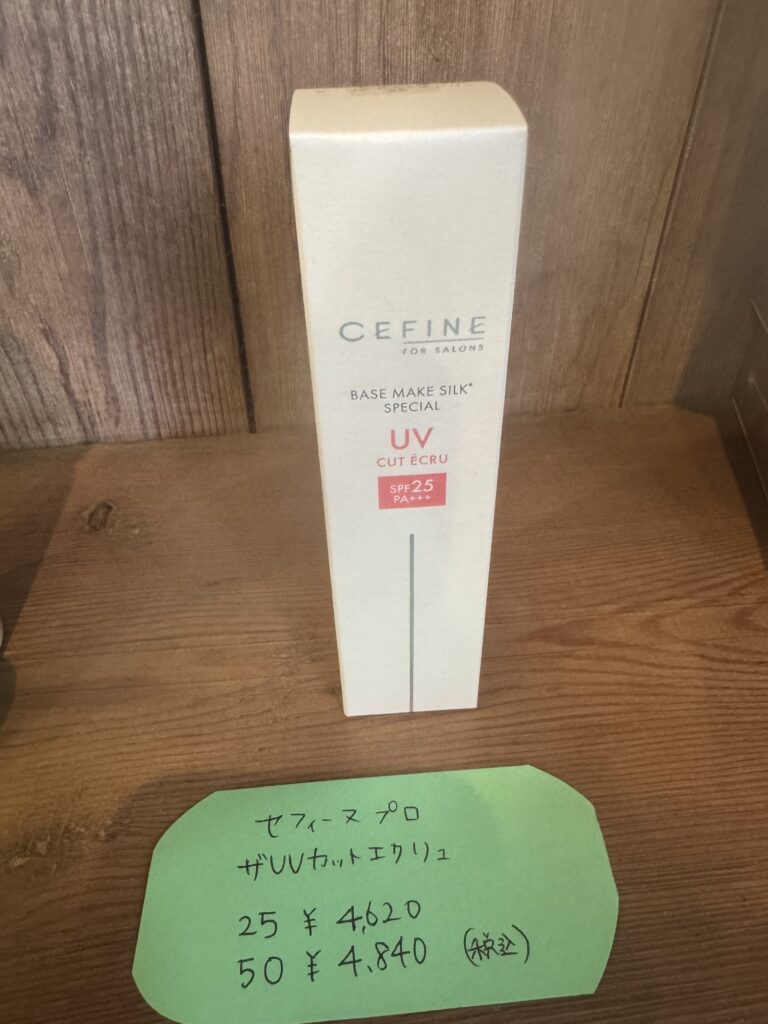 CEFINE
FOR SALONS
BASE MAKE SILK*
SPECIAL
UV
CUT ÉCRU
SPF25
PA+++
セフィーヌ プロ
ザUVカットエクリュ
25 ¥ 4,620
50 ¥ 4,840 (税込)